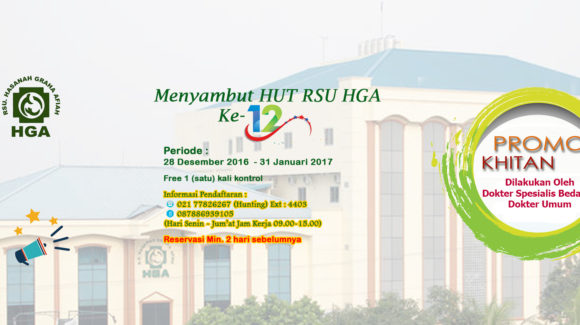 RSU. HASANAH GRAHA AFIAH
HGA
Menyambut HUT RSU HGA
Ke-12
Periode :
28 Desember 2016 - 31 Januari 2017
Free 1 (satu) kali kontrol
Informasi Pendaftaran :
021 77826267 (Hunting) Ext : 4403
087886939105
(Hari Senin - Jum'at Jam Kerja 09.00-15.00)
Reservasi Min. 2 hari sebelumnya
PROMO
KHITAN
Dilakukan Oleh
Dokter Spesialis Beda
Dokter Umum
HGA